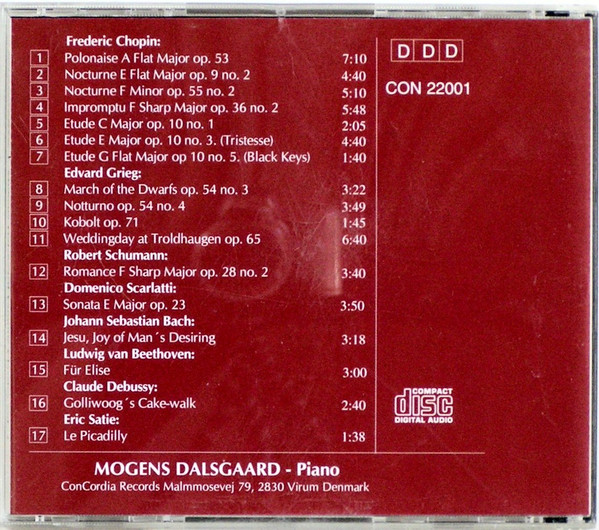 Frederic Chopin:
1 Polonaise A Flat Major op. 53 7:10
2 Nocturne E Flat Major op. 9 no. 2 4:40
3 Nocturne F Minor op. 55 no. 2 5:10
4 Impromptu F Sharp Major op. 36 no. 2 5:48
5 Etude C Major op. 10 no. 1 2:05
6 Etude E Major op. 10 no. 3. (Tristesse) 4:40
7 Etude G Flat Major op 10 no. 5. (Black Keys) 1:40
Edvard Grieg:
8 March of the Dwarfs op. 54 no. 3 3:22
9 Notturno op. 54 no. 4 3:49
10 Kobolt op. 71 1:45
11 Weddingday at Troldhaugen op. 65 6:40
Robert Schumann:
12 Romance F Sharp Major op. 28 no. 2 3:40
Domenico Scarlatti:
13 Sonata E Major op. 23 3:50
Johann Sebastian Bach:
14 Jesu, Joy of Man´s Desiring 3:18
Ludwig van Beethoven:
15 Für Elise 3:00
Claude Debussy:
16 Golliwoog´s Cake-walk 2:40
Eric Satie:
17 Le Picadilly 1:38
MOGENS DALSGAARD - Piano
ConCordia Records Malmmosevej 79, 2830 Virum Denmark
D D D
CON 22001
COMPACT
disc
DIGITAL AUDIO